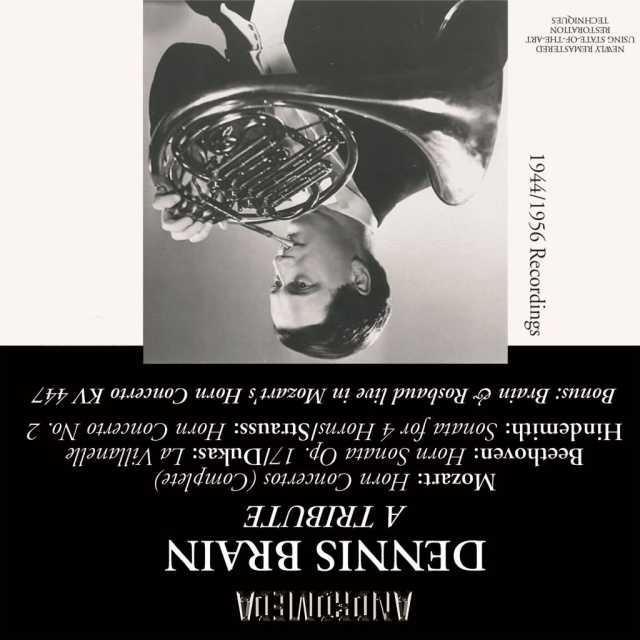 ANDROMEDA
DENNIS BRAIN
A TRIBUTE
Mozart: Horn Concertos (Complete)
Beethoven: Horn Sonata Op. 17/Dukas: La Villanelle
Hindemith: Sonata for 4 Horns/Strauss: Horn Concerto No. 2
Bonus: Brain & Rosbaud live in Mozart's Horn Concerto KV 447
1944/1956 Recordings
NEWLY REMASTERED
USING STATE-OF-THE-ART
RESTORATION
TECHNIQUES